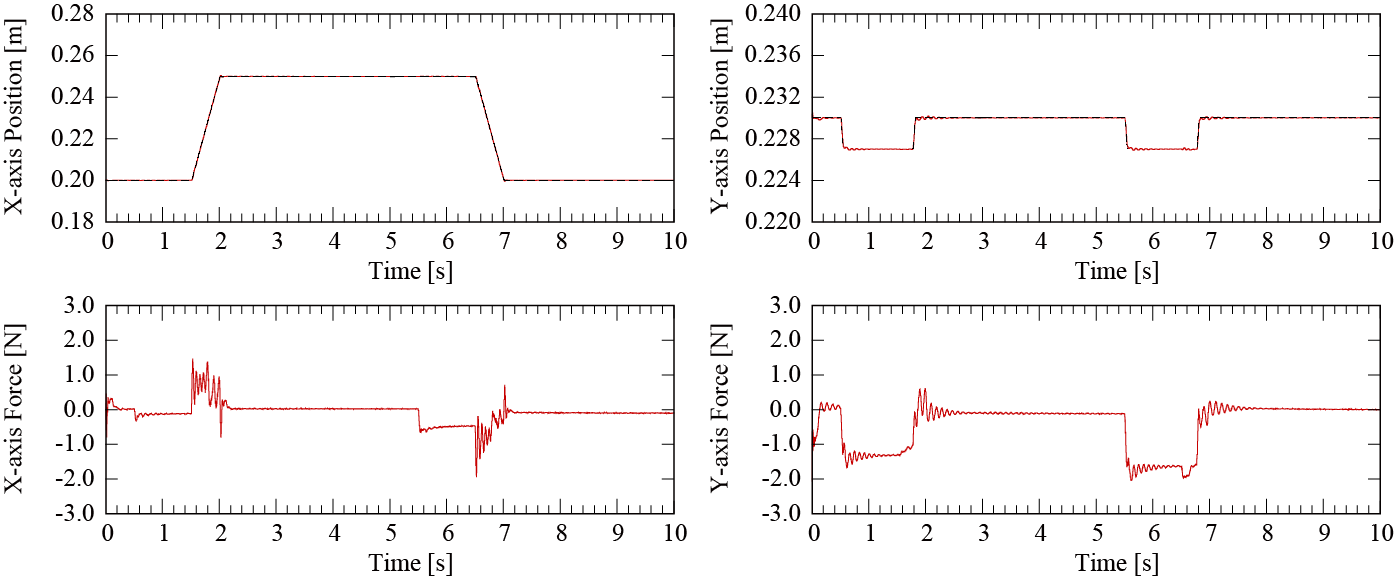 X-axis Position [m]
0.28
0.26
0.24
0.22
0.20
0.18
0 1 2 3 4 5 6 7 8 9 10
Time [s]
Y-axis Position [m]
0.240
0.236
0.232
0.228
0.224
0.220
0 1 2 3 4 5 6 7 8 9 10
Time [s]
X-axis Force [N]
3.0
2.0
1.0
0.0
-1.0
-2.0
-3.0
0 1 2 3 4 5 6 7 8 9 10
Time [s]
Y-axis Force [N]
3.0
2.0
1.0
0.0
-1.0
-2.0
-3.0
0 1 2 3 4 5 6 7 8 9 10
Time [s]